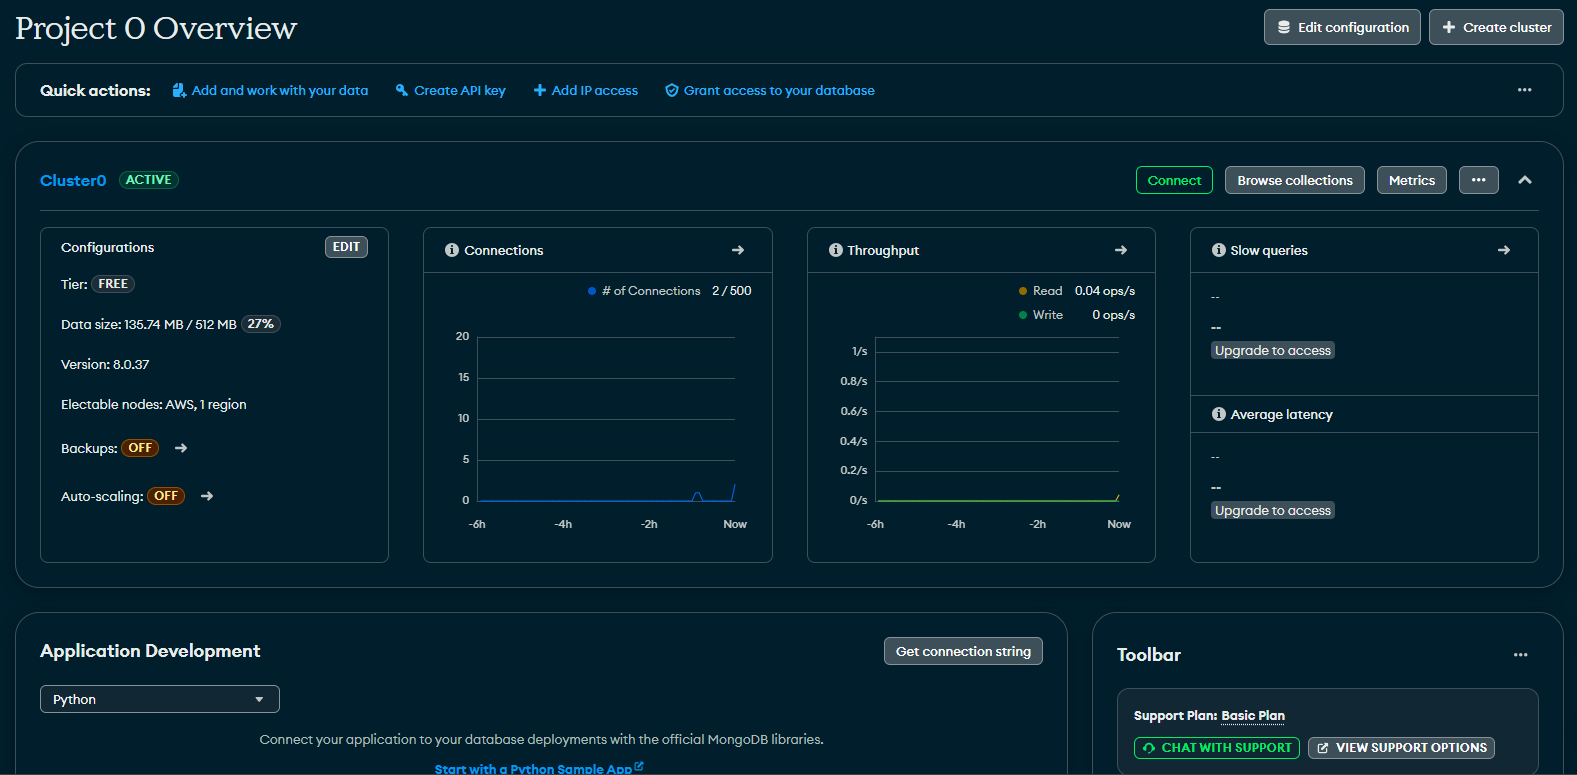 Project 0 Overview
Edit configuration
Create cluster
Quick actions:
Add and work with your data
Create API key
Add IP access
Grant access to your database
Cluster0
ACTIVE
Connect
Browse collections
Metrics
Configurations
EDIT
Tier: FREE
Data size: 135.74 MB / 512 MB 27%
Version: 8.0.37
Electable nodes: AWS, 1 region
Backups: OFF
Auto-scaling: OFF
Connections
# of Connections 2 / 500
20
15
10
5
0
-6h -4h -2h Now
Throughput
Read 0.04 ops/s
Write 0 ops/s
1/s
0.8/s
0.6/s
0.4/s
0.2/s
0/s
-6h -4h -2h Now
Slow queries
--
--
Upgrade to access
Average latency
--
--
Upgrade to access
Application Development
Get connection string
Python
Connect your application to your database deployments with the official MongoDB libraries.
Start with a Python Sample App
Toolbar
Support Plan: Basic Plan
CHAT WITH SUPPORT
VIEW SUPPORT OPTIONS